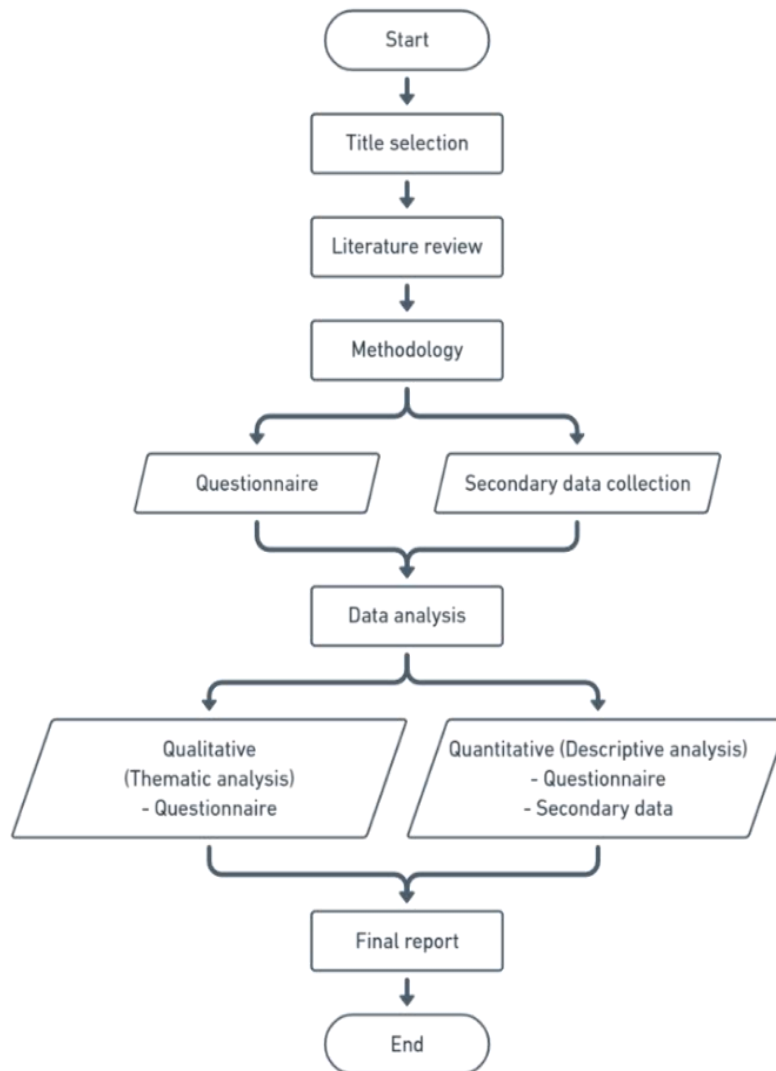 Start
Title selection
Literature review
Methodology
Questionnaire
Secondary data collection
Data analysis
Qualitative
(Thematic analysis)
- Questionnaire
Quantitative (Descriptive analysis)
- Questionnaire
- Secondary data
Final report
End